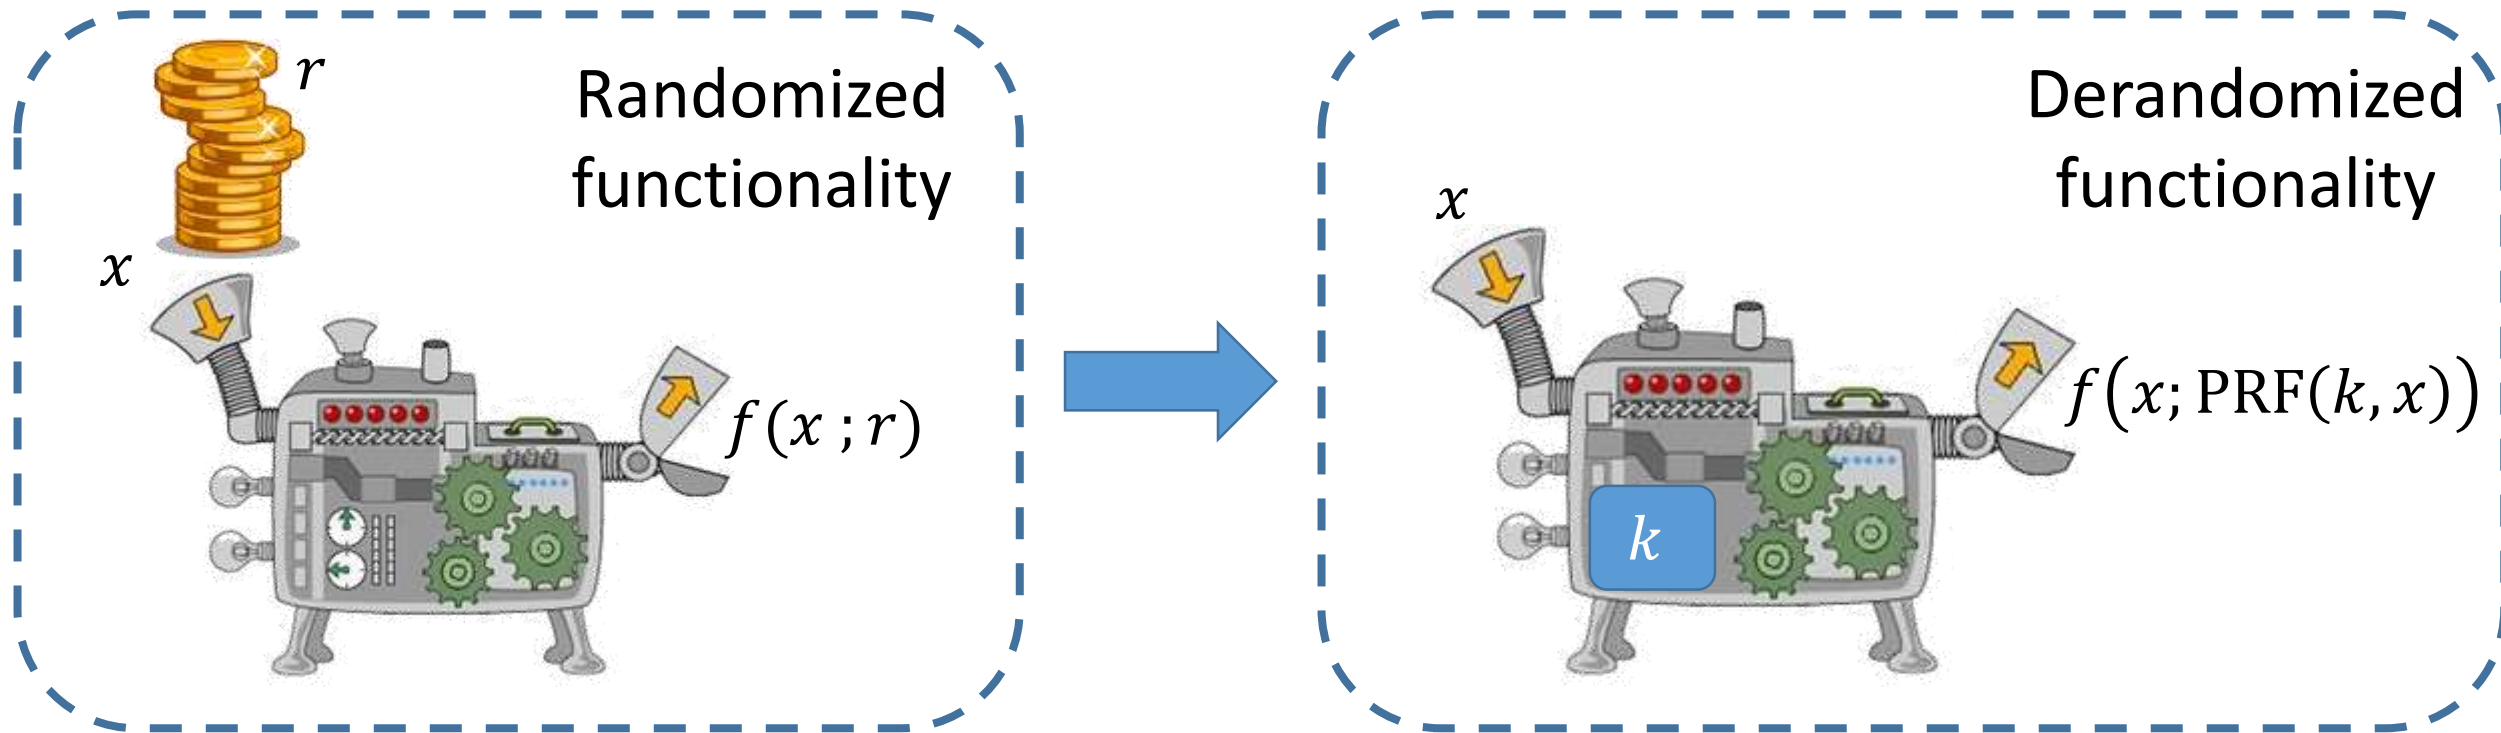 r
Randomized
functionality
x
f(x ; r)
Derandomized
functionality
x
f(x; PRF(k, x))
k